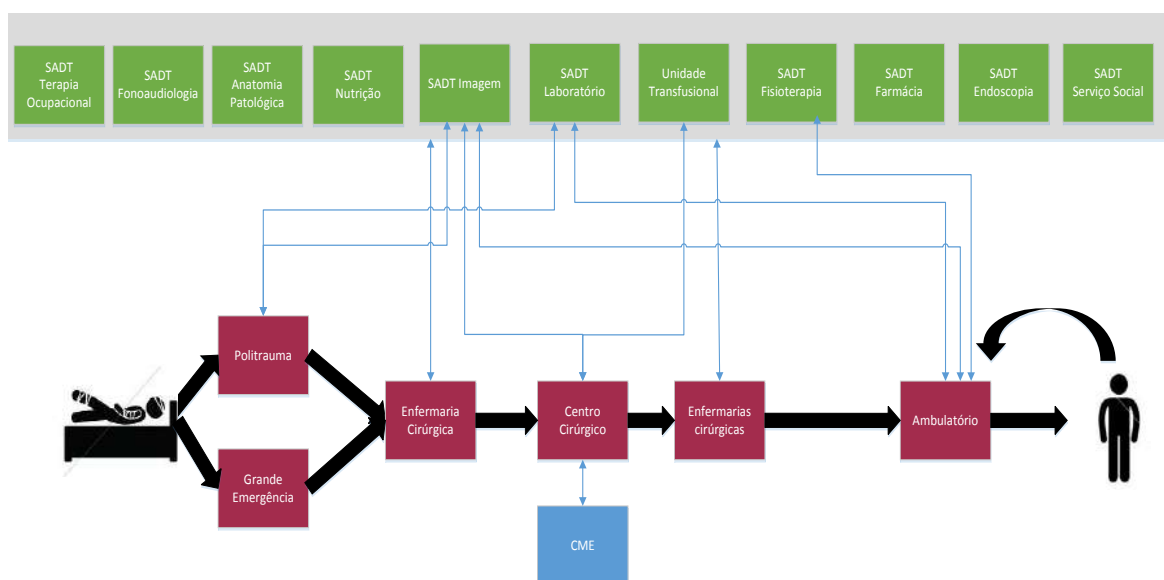 SADT
Terapia
Ocupacional
SADT
Fonoaudiologia
SADT
Anatomia
Patológica
SADT
Nutrição
SADT Imagem
SADT
Laboratório
Unidade
Transfusional
SADT
Fisioterapia
SADT
Farmácia
SADT
Endoscopia
SADT
Serviço Social
Politrauma
Grande
Emergência
Enfermaria
Cirúrgica
Centro
Cirúrgico
Enfermarias
cirúrgicas
Ambulatório
CME